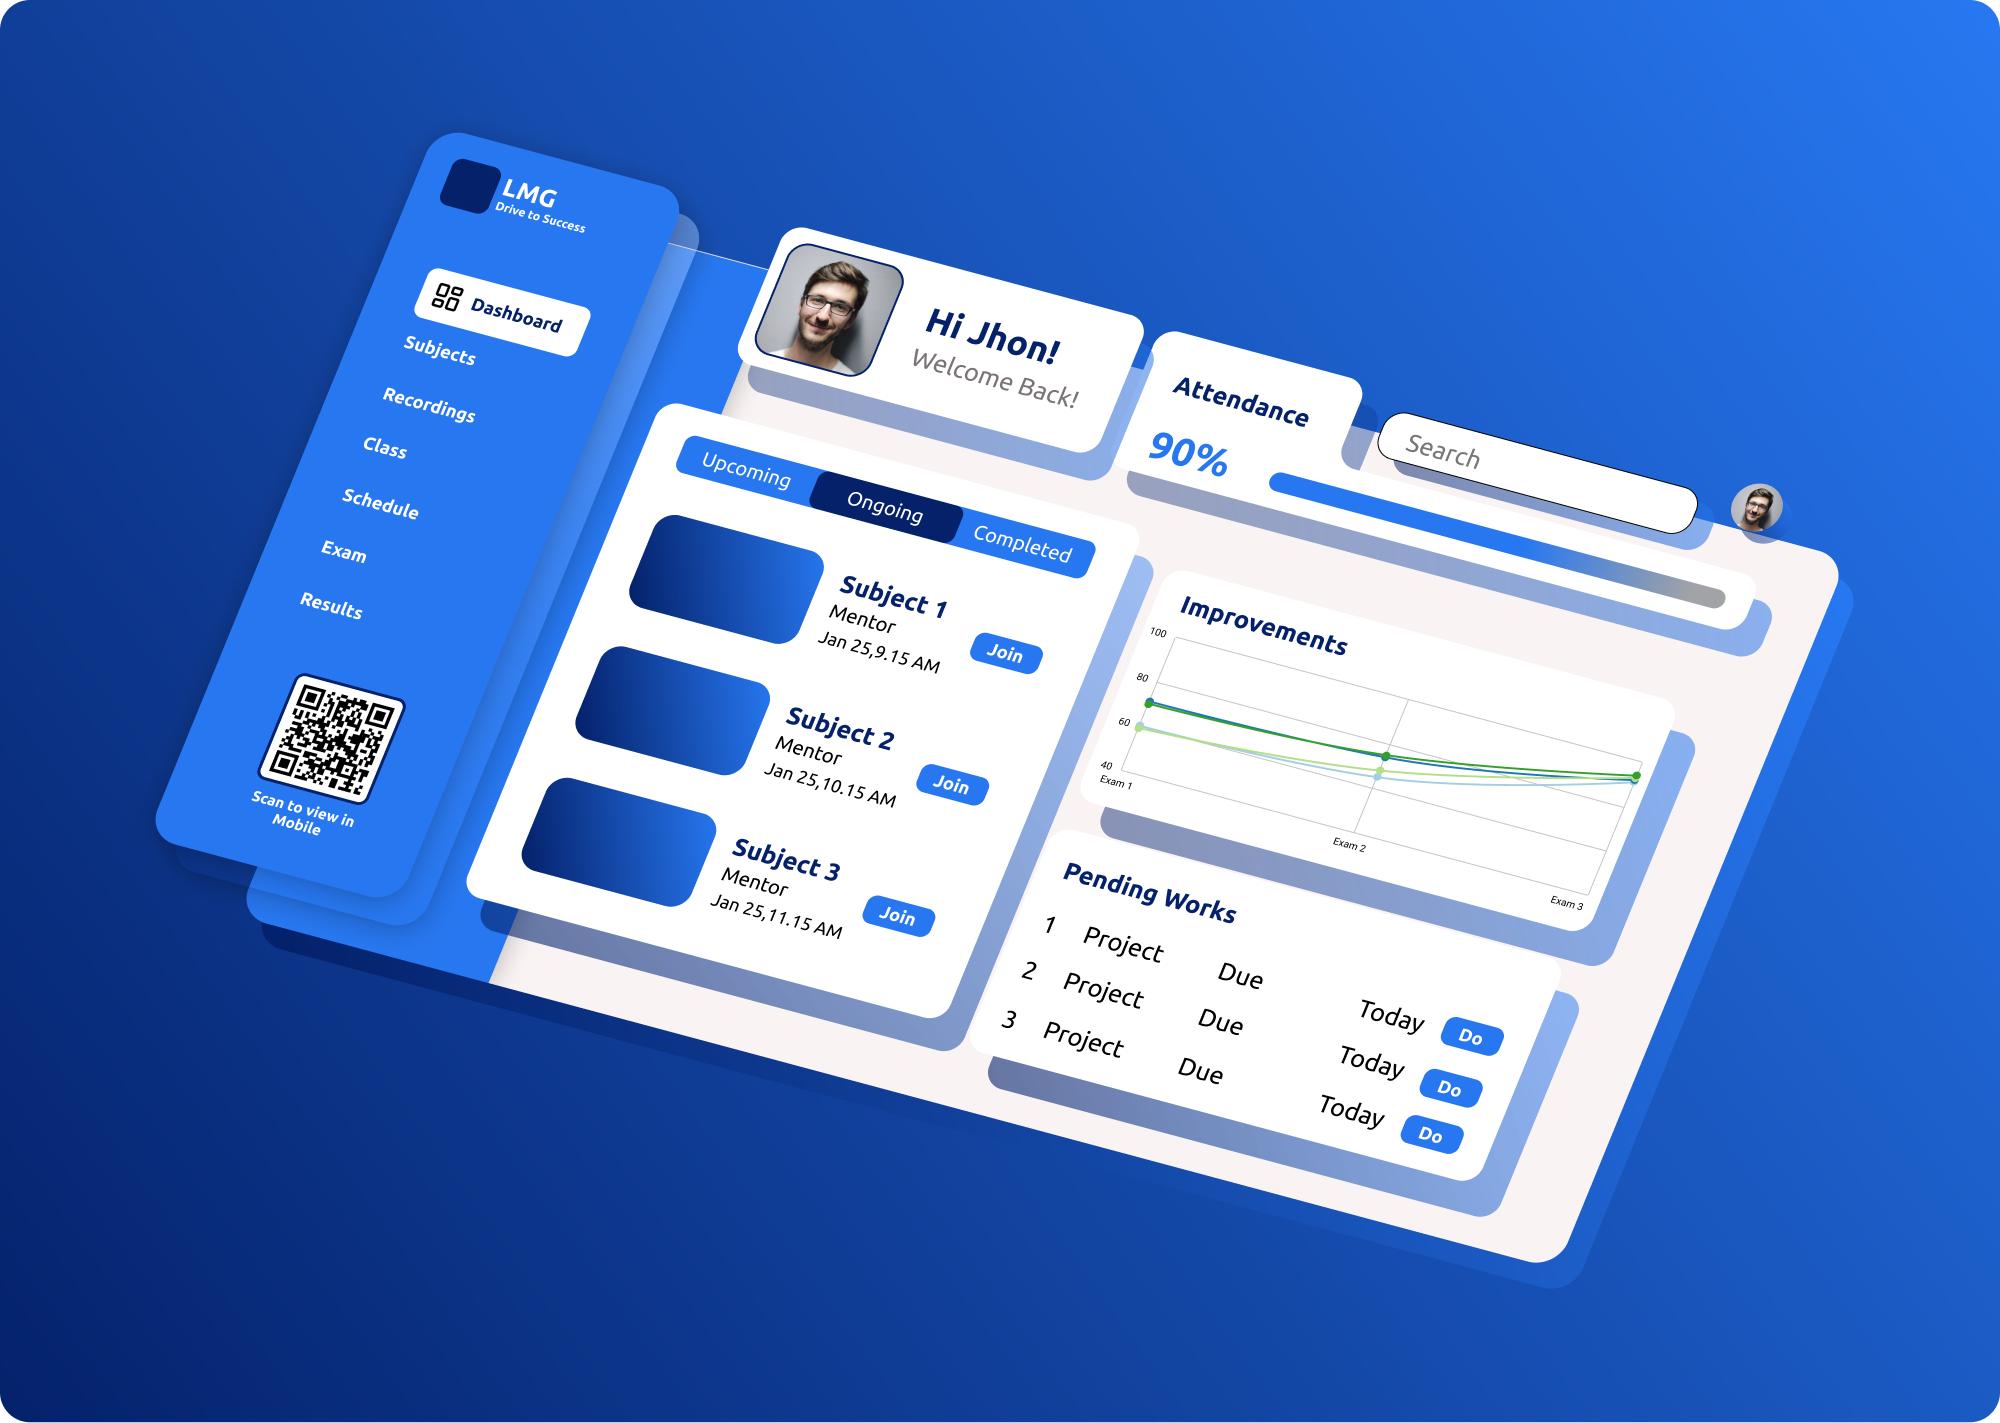 LMG
Drive to Success
Dashboard
Subjects
Recordings
Class
Schedule
Exam
Results
Scan to view in
Mobile
Hi Jhon!
Welcome Back!
Attendance
90%
Search
Upcoming
Ongoing
Completed
Subject 1
Mentor
Jan 25,9.15 AM
Join
Subject 2
Mentor
Jan 25,10.15 AM
Join
Subject 3
Mentor
Jan 25,11.15 AM
Join
Improvements
100
80
60
40
Exam 1
Exam 2
Exam 3
Pending Works
1 Project Due Today Do
2 Project Due Today Do
3 Project Due Today Do